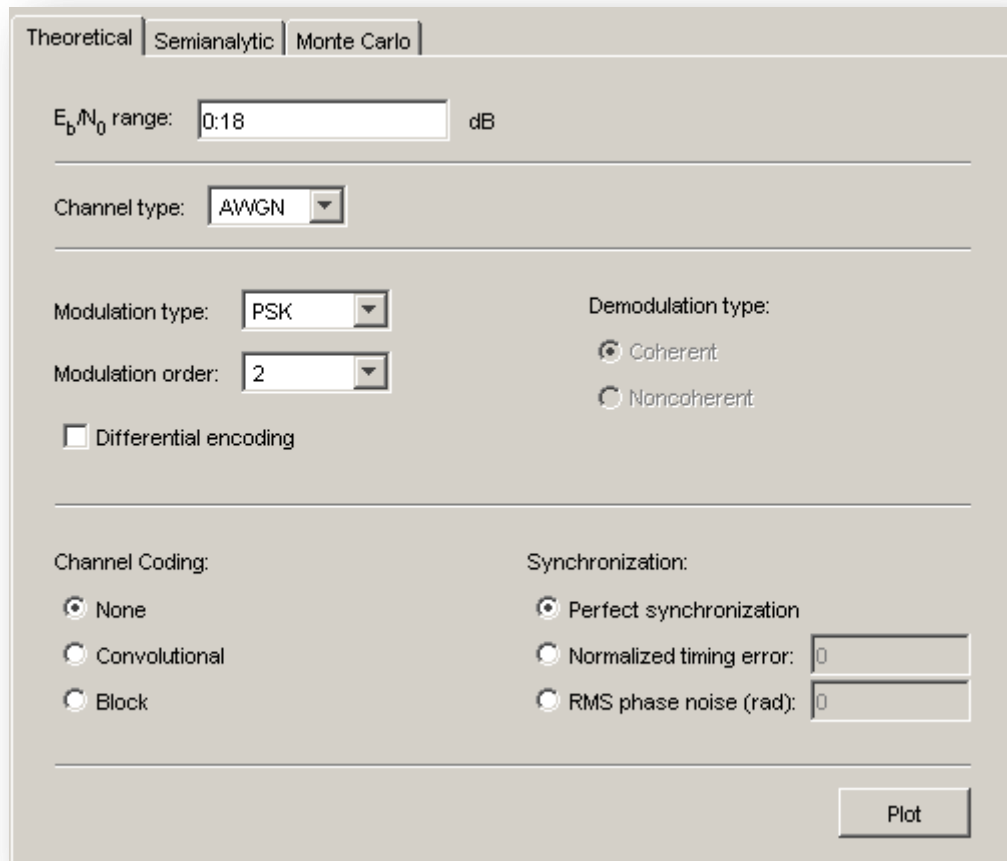 Theoretical Semianalytic Monte Carlo
Eb/N0 range: 0:18 dB
Channel type: AWGN
Modulation type: PSK
Demodulation type:
Coherent
Modulation order: 2
Noncoherent
Differential encoding
Channel Coding:
None
Convolutional
Block
Synchronization:
Perfect synchronization
Normalized timing error: 0
RMS phase noise (rad): 0
Plot